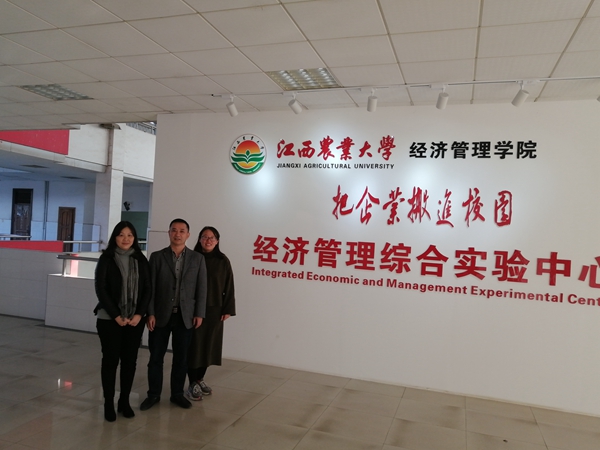 江西農業大學 经济管理学院
JIANGXI AGRICULTURAL UNIVERSITY
把企業搬進校園
经济管理综合实验中心
Integrated Economic and Management Experimental Cent